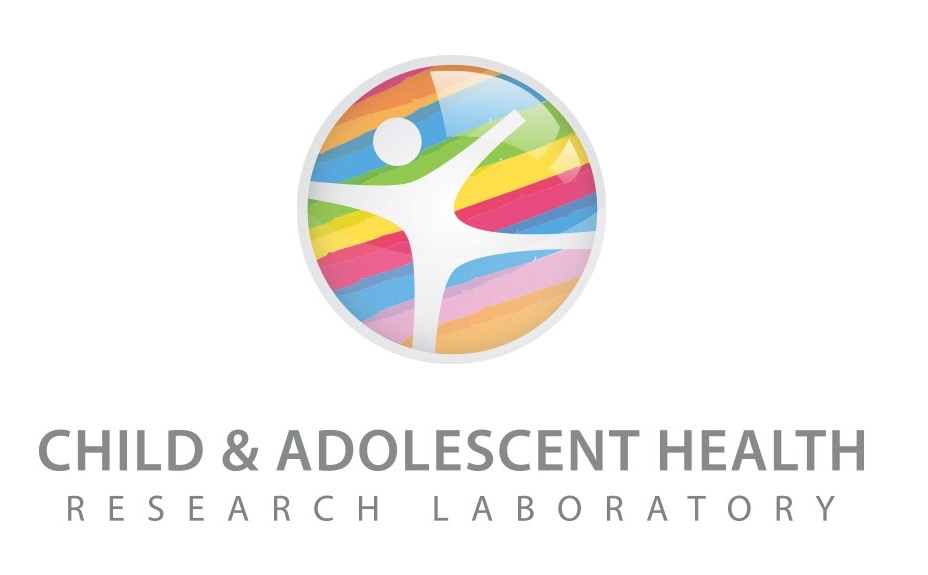 CHILD & ADOLESCENT HEALTH
RESEARCH LABORATORY